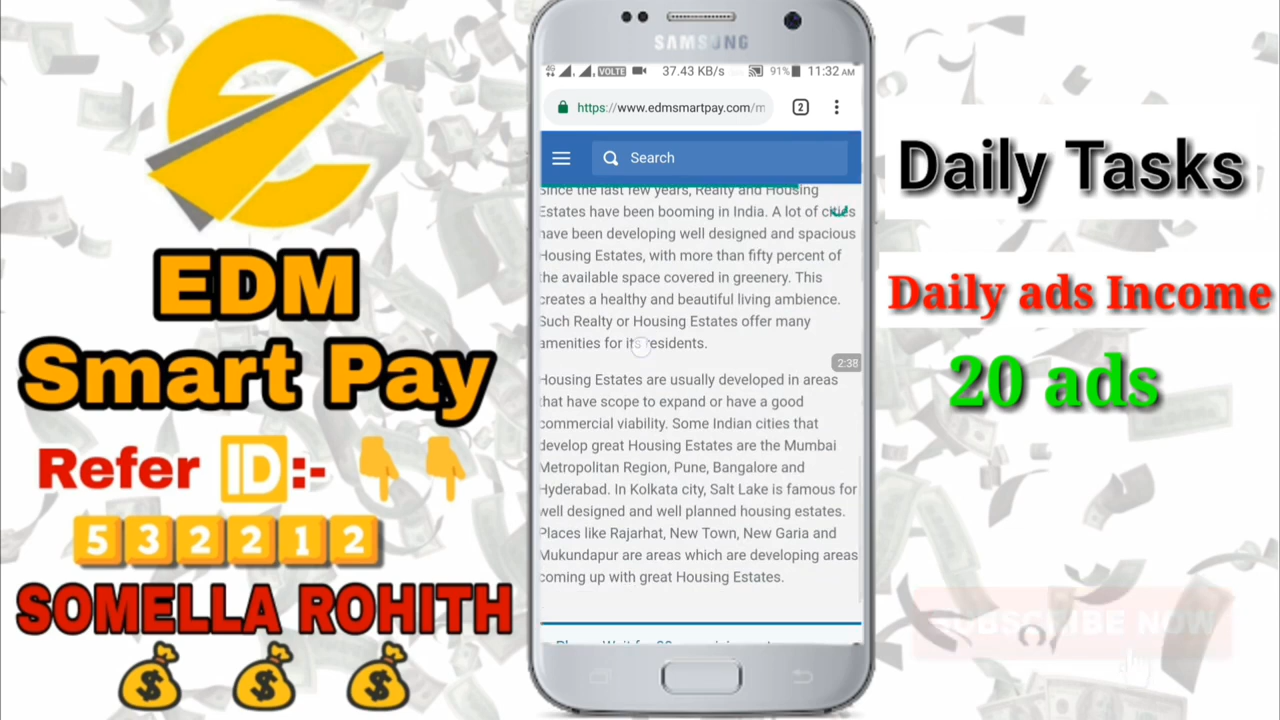 EDM
Smart Pay
Refer ID:-
532212
SOMELLA ROHITH
SAMSUNG
4G VOLTE 37.43 KB/s 91% 11:32 AM
https://www.edmsmartpay.com/m
2
Search
Since the last few years, Realty and Housing
Estates have been booming in India. A lot of cities
have been developing well designed and spacious
Housing Estates, with more than fifty percent of
the available space covered in greenery. This
creates a healthy and beautiful living ambience.
Such Realty or Housing Estates offer many
amenities for its residents.
2:38
Housing Estates are usually developed in areas
that have scope to expand or have a good
commercial viability. Some Indian cities that
develop great Housing Estates are the Mumbai
Metropolitan Region, Pune, Bangalore and
Hyderabad. In Kolkata city, Salt Lake is famous for
well designed and well planned housing estates.
Places like Rajarhat, New Town, New Garia and
Mukundapur are areas which are developing areas
coming up with great Housing Estates.
Daily Tasks
Daily ads Income
20 ads
SUBSCRIBE NOW